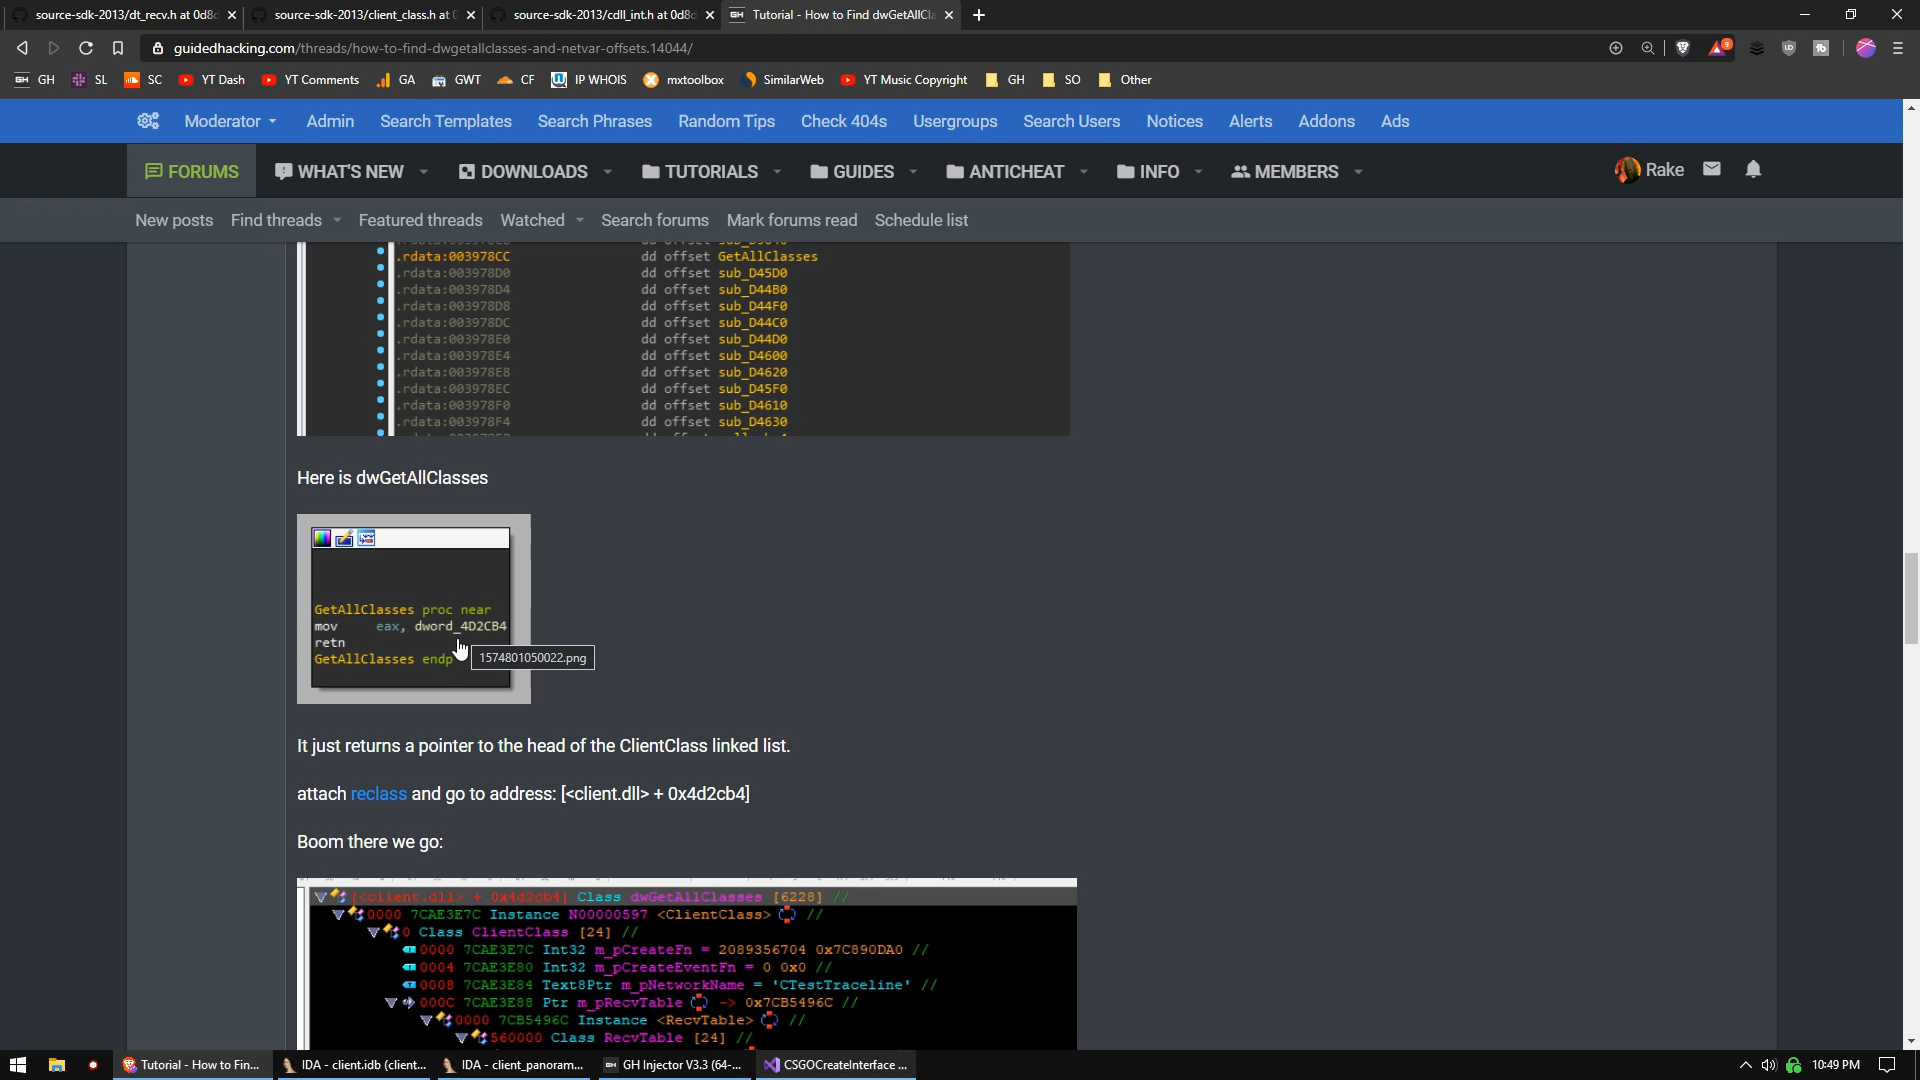 source-sdk-2013/dt_recv.h at 0d8c source-sdk-2013/client_class.h at 0 source-sdk-2013/cdll_int.h at 0d8c GH Tutorial - How to Find dwGetAllCla
guidedhacking.com/threads/how-to-find-dwgetallclasses-and-netvar-offsets.14044/ 9
GH SL SC YT Dash YT Comments GA GWT CF IP WHOIS mxtoolbox SimilarWeb YT Music Copyright GH SO Other
Moderator Admin Search Templates Search Phrases Random Tips Check 404s Usergroups Search Users Notices Alerts Addons Ads
FORUMS WHAT'S NEW DOWNLOADS TUTORIALS GUIDES ANTICHEAT INFO MEMBERS Rake
New posts Find threads Featured threads Watched Search forums Mark forums read Schedule list
.rdata:003978CC dd offset GetAllClasses
.rdata:003978D0 dd offset sub_D45D0
.rdata:003978D4 dd offset sub_D44B0
.rdata:003978D8 dd offset sub_D44F0
.rdata:003978DC dd offset sub_D44C0
.rdata:003978E0 dd offset sub_D44D0
.rdata:003978E4 dd offset sub_D4600
.rdata:003978E8 dd offset sub_D4620
.rdata:003978EC dd offset sub_D45F0
.rdata:003978F0 dd offset sub_D4610
.rdata:003978F4 dd offset sub_D4630
Here is dwGetAllClasses
GetAllClasses proc near
mov eax, dword_4D2CB4
retn
GetAllClasses endp
1574801050022.png
It just returns a pointer to the head of the ClientClass linked list.
attach reclass and go to address: [<client.dll> + 0x4d2cb4]
Boom there we go:
[<client.dll> + 0x4d2cb4] Class dwGetAllClasses [6228] //
0000 7CAE3E7C Instance N00000597 <ClientClass> //
0 Class ClientClass [24] //
0000 7CAE3E7C Int32 m_pCreateFn = 2089356704 0x7C890DA0 //
0004 7CAE3E80 Int32 m_pCreateEventFn = 0 0x0 //
0008 7CAE3E84 Text8Ptr m_pNetworkName = 'CTestTraceline' //
000C 7CAE3E88 Ptr m_pRecvTable -> 0x7CB5496C //
0000 7CB5496C Instance <RecvTable> //
560000 Class RecvTable [24] //
Tutorial - How to Fin... IDA - client.idb (client... IDA - client_panoram... GH Injector V3.3 (64-... CSGOCreateInterface ... 10:49 PM